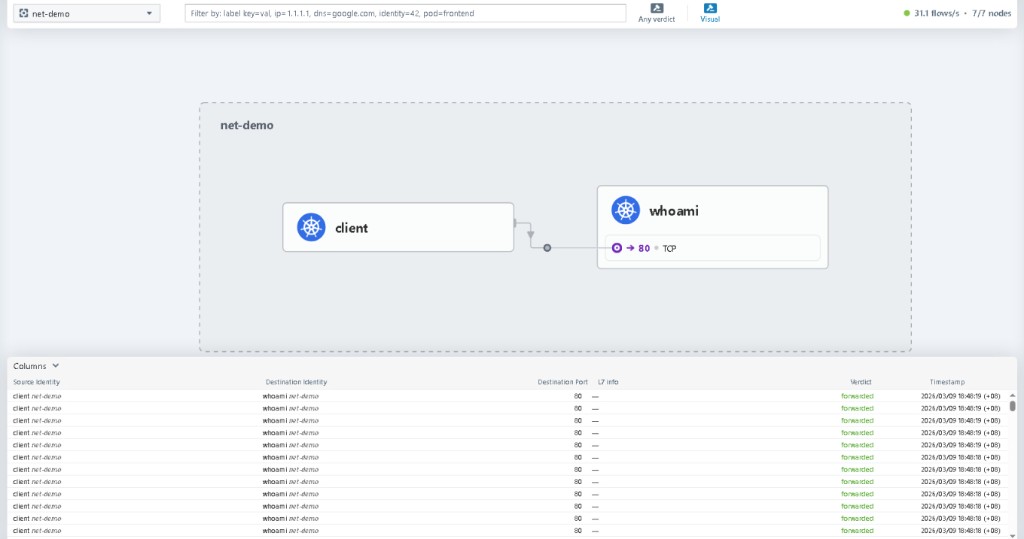 net-demo
Filter by: label key=val, ip=1.1.1.1, dns=google.com, identity=42, pod=frontend
Any verdict
Visual
31.1 flows/s • 7/7 nodes
net-demo
client
whoami
→ 80 • TCP
Columns
Source Identity Destination Identity Destination Port L7 info Verdict Timestamp
client net-demo whoami net-demo 80 — forwarded 2026/03/09 18:48:19 (+08)
client net-demo whoami net-demo 80 — forwarded 2026/03/09 18:48:19 (+08)
client net-demo whoami net-demo 80 — forwarded 2026/03/09 18:48:19 (+08)
client net-demo whoami net-demo 80 — forwarded 2026/03/09 18:48:19 (+08)
client net-demo whoami net-demo 80 — forwarded 2026/03/09 18:48:19 (+08)
client net-demo whoami net-demo 80 — forwarded 2026/03/09 18:48:18 (+08)
client net-demo whoami net-demo 80 — forwarded 2026/03/09 18:48:18 (+08)
client net-demo whoami net-demo 80 — forwarded 2026/03/09 18:48:18 (+08)
client net-demo whoami net-demo 80 — forwarded 2026/03/09 18:48:18 (+08)
client net-demo whoami net-demo 80 — forwarded 2026/03/09 18:48:18 (+08)
client net-demo whoami net-demo 80 — forwarded 2026/03/09 18:48:18 (+08)
client net-demo whoami net-demo 80 — forwarded 2026/03/09 18:48:18 (+08)